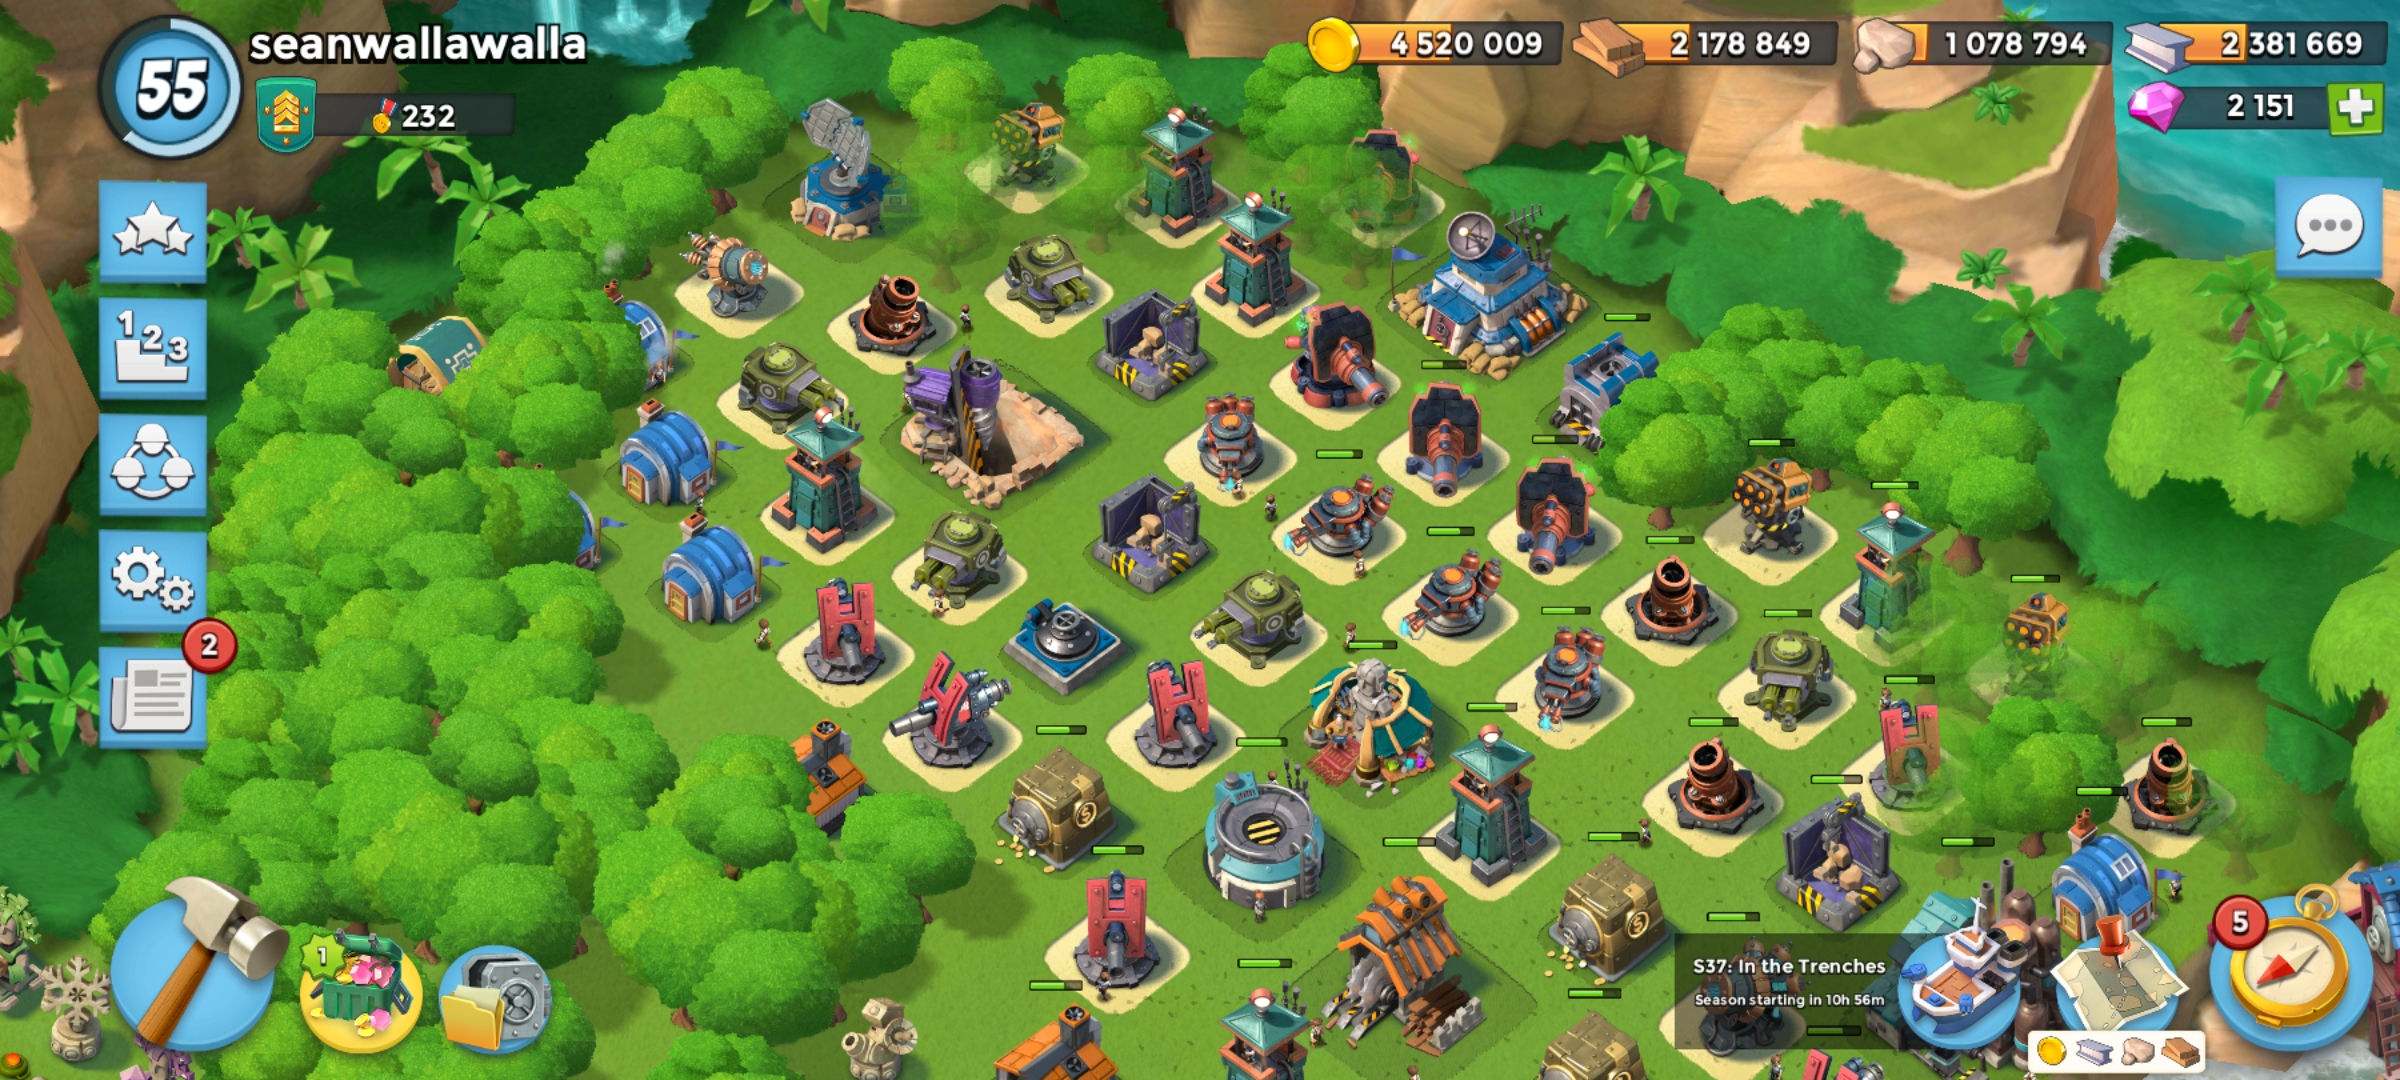 55
seanwallawalla
232
4 520 009
2 178 849
1 078 794
2 381 669
2 151
1 2 3
2
1
S37: In the Trenches
Season starting in 10h 56m
5